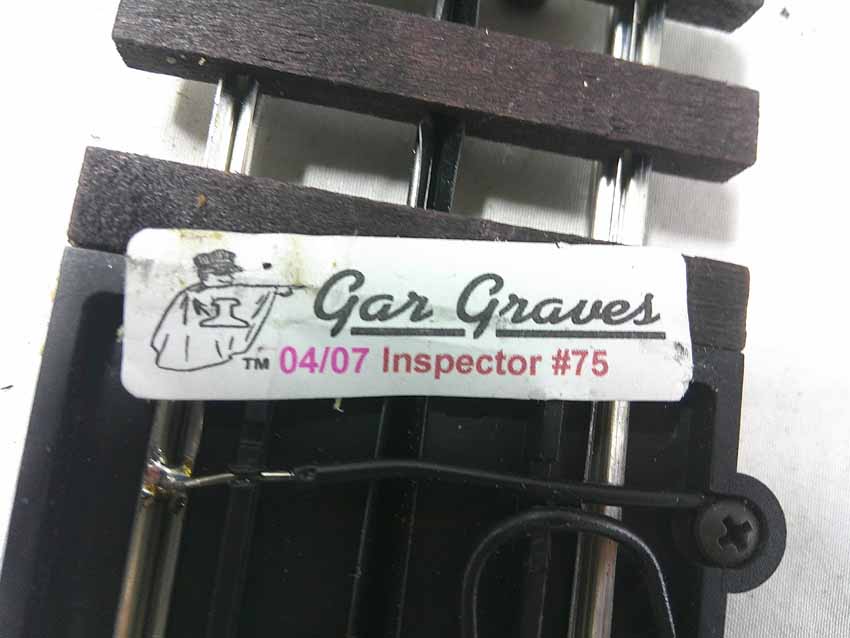 Gar Graves
TM 04/07 Inspector #75